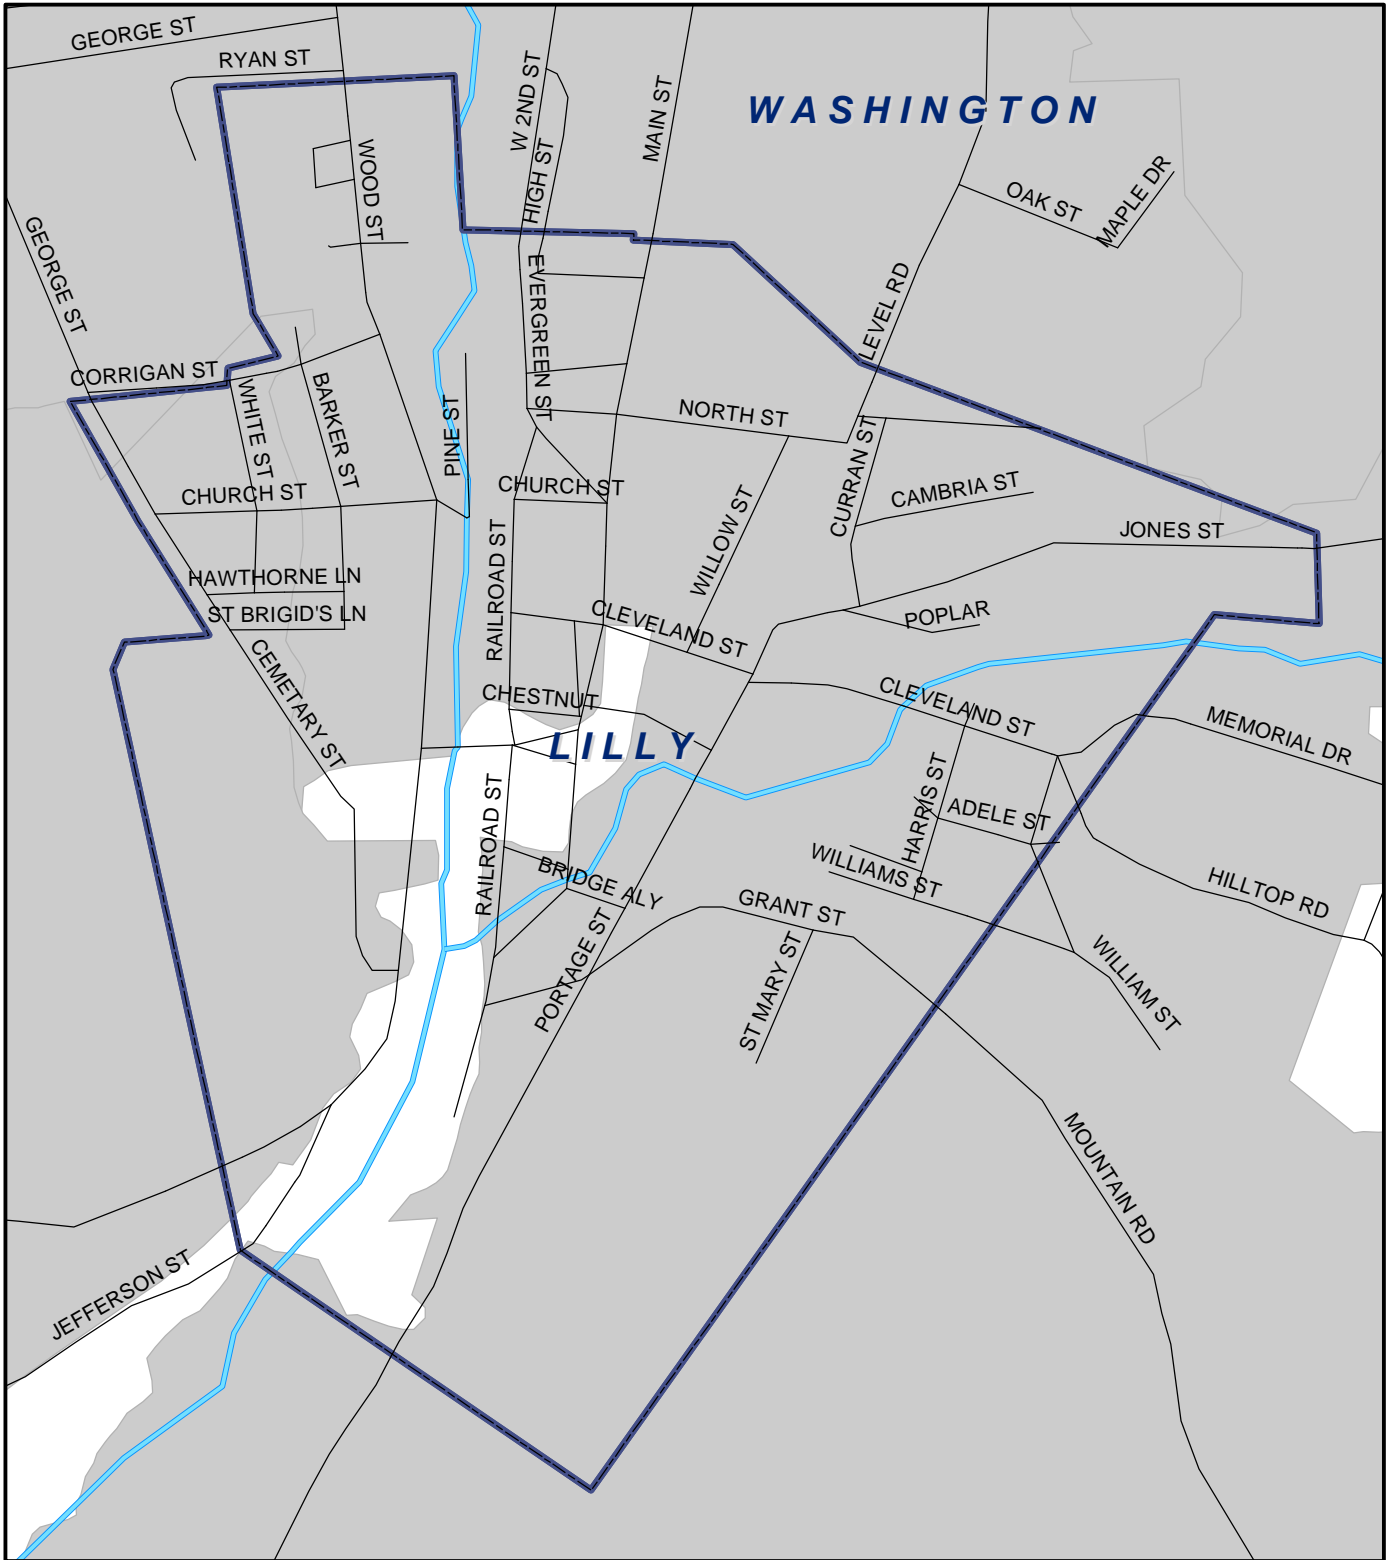 GEORGE ST
RYAN ST
W 2ND ST
MAIN ST
WASHINGTON
WOOD ST
HIGH ST
OAK ST
MAPLE DR
GEORGE ST
EVERGREEN ST
LEVEL RD
CORRIGAN ST
WHITE ST
BARKER ST
PINE ST
NORTH ST
CURRAN ST
CHURCH ST
CHURCH ST
WILLOW ST
CAMBRIA ST
JONES ST
RAILROAD ST
HAWTHORNE LN
ST BRIGID'S LN
CLEVELAND ST
POPLAR
CEMETARY ST
CHESTNUT
CLEVELAND ST
MEMORIAL DR
LILLY
RAILROAD ST
HARRIS ST
ADELE ST
WILLIAMS ST
BRIDGE ALY
GRANT ST
HILLTOP RD
PORTAGE ST
ST MARY ST
WILLIAM ST
MOUNTAIN RD
JEFFERSON ST